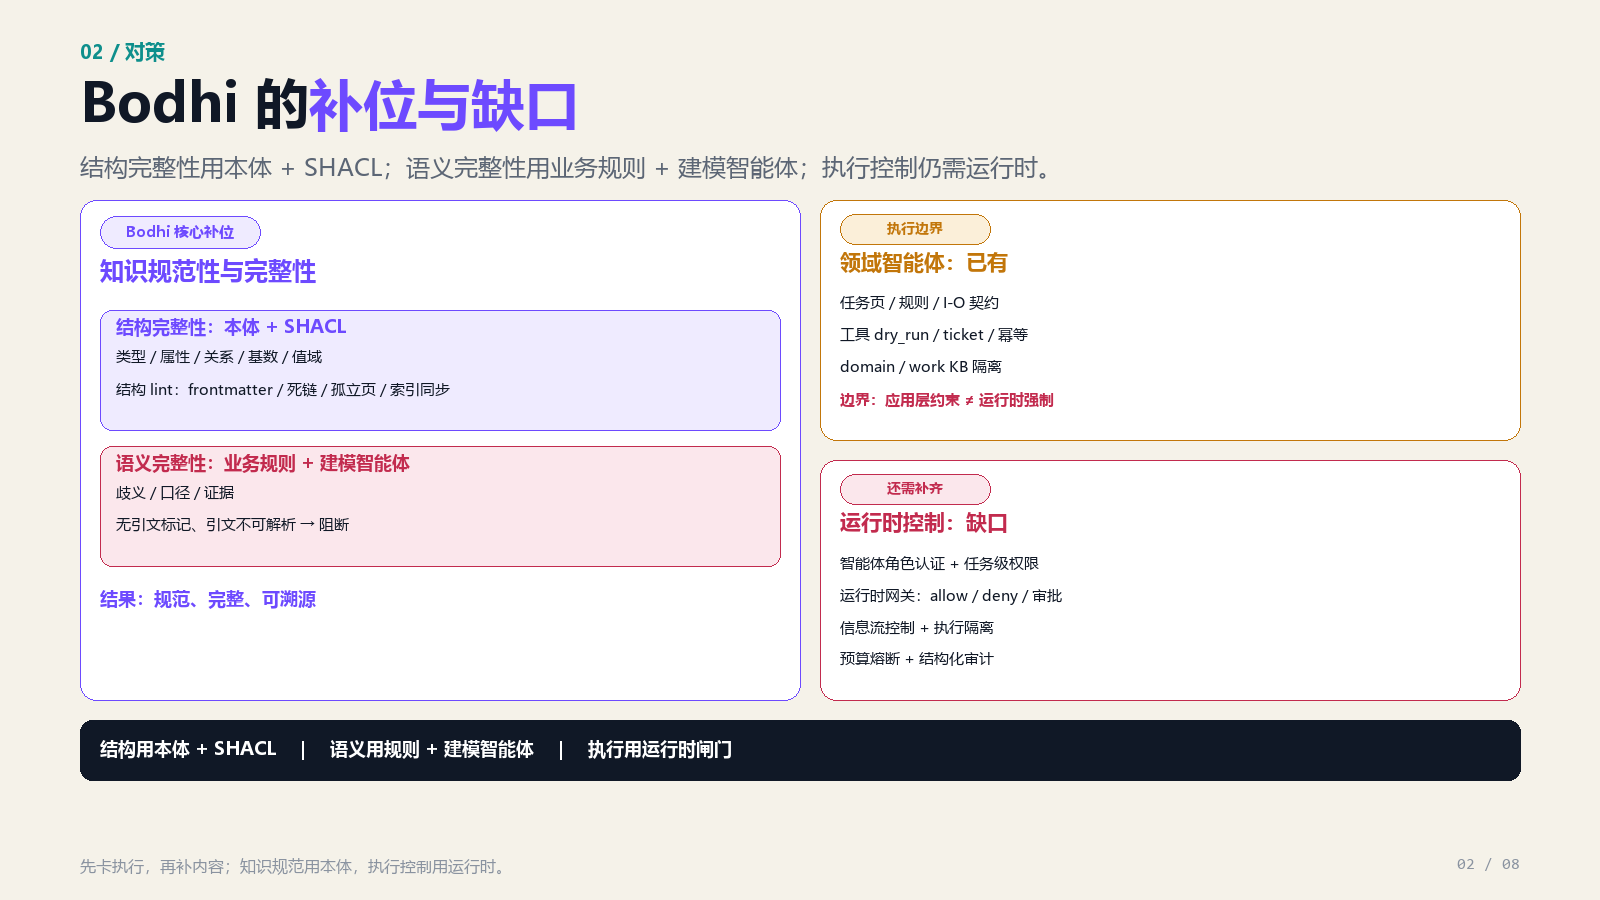 02 / 对策
Bodhi 的补位与缺口
结构完整性用本体 + SHACL；语义完整性用业务规则 + 建模智能体；执行控制仍需运行时。
Bodhi 核心补位
知识规范性与完整性
结构完整性：本体 + SHACL
类型 / 属性 / 关系 / 基数 / 值域
结构 lint：frontmatter / 死链 / 孤立页 / 索引同步
语义完整性：业务规则 + 建模智能体
歧义 / 口径 / 证据
无引文标记、引文不可解析 → 阻断
结果：规范、完整、可溯源
执行边界
领域智能体：已有
任务页 / 规则 / I-O 契约
工具 dry_run / ticket / 幂等
domain / work KB 隔离
边界：应用层约束 ≠ 运行时强制
还需补齐
运行时控制：缺口
智能体角色认证 + 任务级权限
运行时网关：allow / deny / 审批
信息流控制 + 执行隔离
预算熔断 + 结构化审计
结构用本体 + SHACL | 语义用规则 + 建模智能体 | 执行用运行时闸门
先卡执行，再补内容；知识规范用本体，执行控制用运行时。
02 / 08